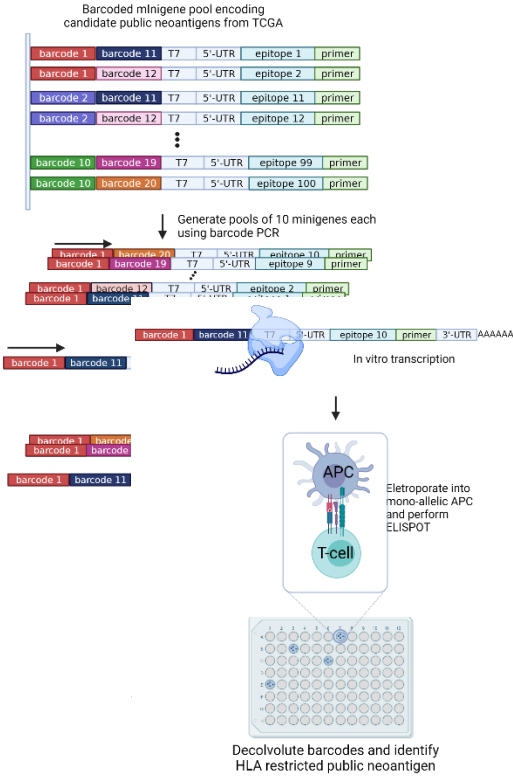 Barcoded mInigene pool encoding
candidate public neoantigens from TCGA
barcode 1 barcode 11 T7 5'-UTR epitope 1 primer
barcode 1 barcode 12 T7 5'-UTR epitope 2 primer
barcode 2 barcode 11 T7 5'-UTR epitope 11 primer
barcode 2 barcode 12 T7 5'-UTR epitope 12 primer
barcode 10 barcode 19 T7 5'-UTR epitope 99 primer
barcode 10 barcode 20 T7 5'-UTR epitope 100 primer
Generate pools of 10 minigenes each
using barcode PCR
barcode 1 barcode 20 T7 5'-UTR epitope 10 primer
barcode 1 barcode 19 T7 5'-UTR epitope 9 primer
barcode 1 barcode 12 T7 5'-UTR epitope 2 primer
barcode 1 barcode 11
barcode 1 barcode 11 T7 5'-UTR epitope 10 primer 3'-UTR AAAAAA
barcode 1 barcode 11
In vitro transcription
barcode 1
barcode 1 barcode
barcode 1 barcode 11
APC
T-cell
Eletroporate into
mono-allelic APC
and perform
ELISPOT
Decolvolute barcodes and identify
HLA restricted public neoantigen